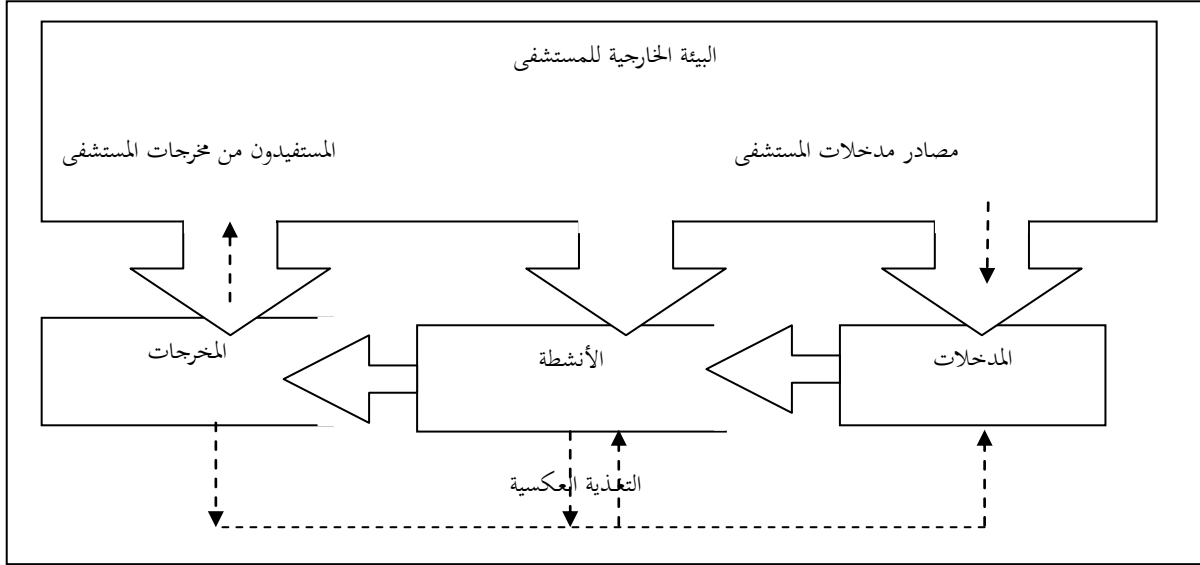 البيئة الخارجية للمستشفى
مصادر مدخلات المستشفى
المستفيدون من مخرجات المستشفى
المدخلات
الأنشطة
المخرجات
التغذية العكسية